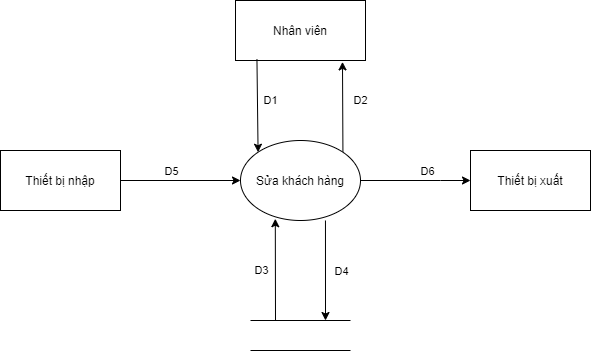 Nhân viên
D1
D2
Thiết bị nhập
D5
Sửa khách hàng
D6
Thiết bị xuất
D3
D4